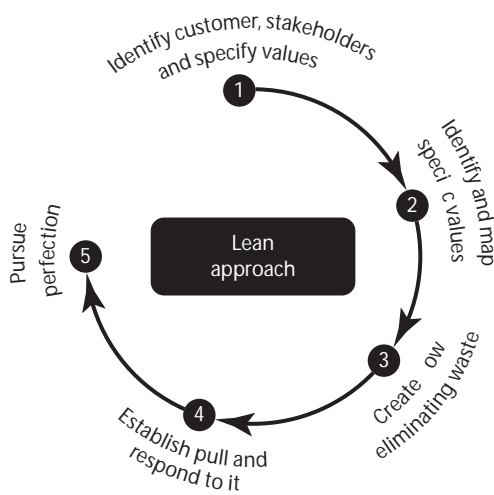 Identify customer, stakeholders
and specify values
1
2
Identify and map
speci c values
3
Create ow
eliminating waste
4
Establish pull and
respond to it
5
Pursue
perfection
Lean
approach